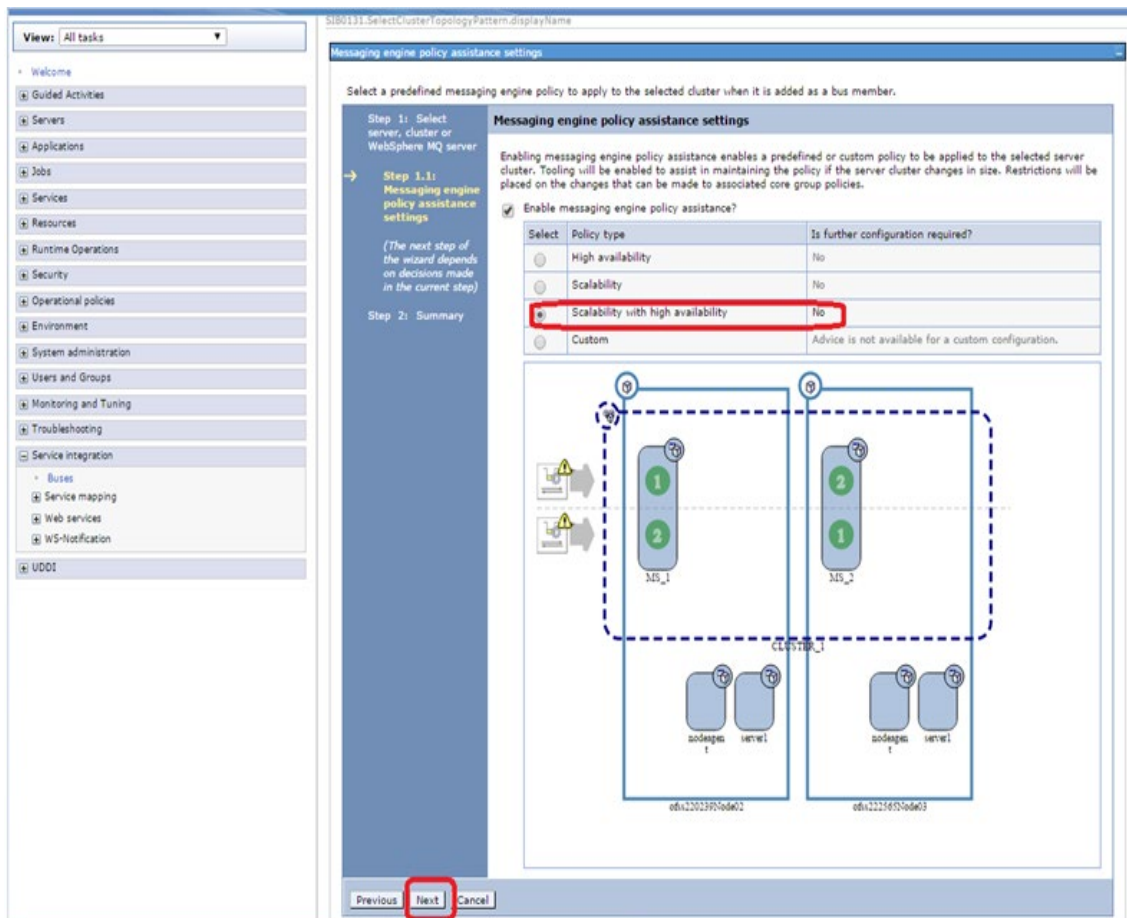 SIB0131.SelectClusterTopologyPattern.displayName
View: All tasks
Welcome
Guided Activities
Servers
Applications
Jobs
Services
Resources
Runtime Operations
Security
Operational policies
Environment
System administration
Users and Groups
Monitoring and Tuning
Troubleshooting
Service integration
Buses
Service mapping
Web services
WS-Notification
UDDI
Messaging engine policy assistance settings
Select a predefined messaging engine policy to apply to the selected cluster when it is added as a bus member.
Step 1: Select
server, cluster or
WebSphere MQ server
Step 1.1:
Messaging engine
policy assistance
settings
(The next step of
the wizard depends
on decisions made
in the current step)
Step 2: Summary
Messaging engine policy assistance settings
Enabling messaging engine policy assistance enables a predefined or custom policy to be applied to the selected server
cluster. Tooling will be enabled to assist in maintaining the policy if the server cluster changes in size. Restrictions will be
placed on the changes that can be made to associated core group policies.
Enable messaging engine policy assistance?
Select Policy type Is further configuration required?
High availability No
Scalability No
Scalability with high availability No
Custom Advice is not available for a custom configuration.
1 2
2 1
MS_1 MS_2
CLUSTER_1
nodeagen
t
server1
nodeagen
t
server1
ofss220239Node02 ofss222565Node03
Previous Next Cancel